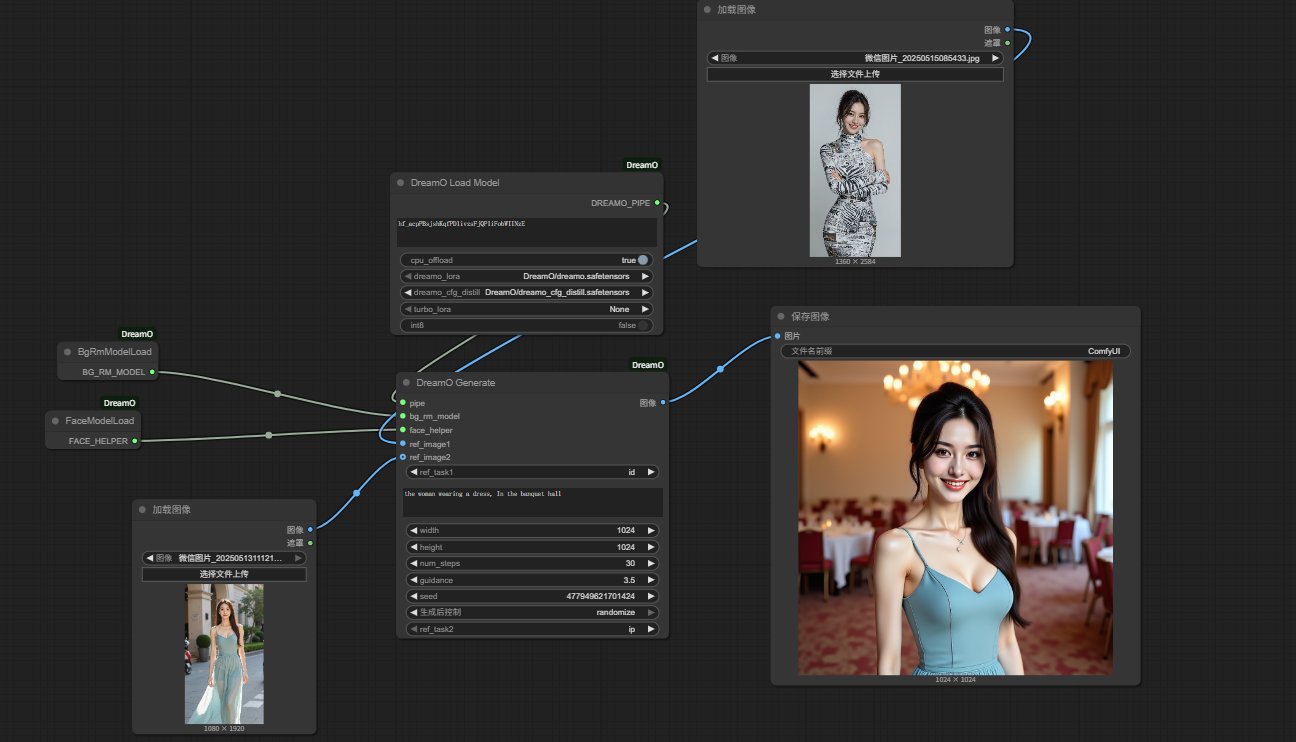 加载图像
图像
遮罩
图像 微信图片_20250515085433.jpg
选择文件上传
1360 × 2584
DreamO
DreamO Load Model
DREAMO_PIPE
cpu_offload true
dreamo_lora DreamO/dreamo.safetensors
dreamo_cfg_distill DreamO/dreamo_cfg_distill.safetensors
turbo_lora None
int8 false
DreamO
BgRmModelLoad
BG_RM_MODEL
DreamO
FaceModelLoad
FACE_HELPER
DreamO
DreamO Generate
图像
pipe
bg_rm_model
face_helper
ref_image1
ref_image2
ref_task1 id
the woman wearing a dress, In the banquet hall
width 1024
height 1024
num_steps 30
guidance 3.5
seed 477949621701424
生成后控制 randomize
ref_task2 ip
加载图像
图像
遮罩
图像 微信图片_2025051311121...
选择文件上传
1080 × 1920
保存图像
图片
文件名前缀 ComfyUI
1024 × 1024